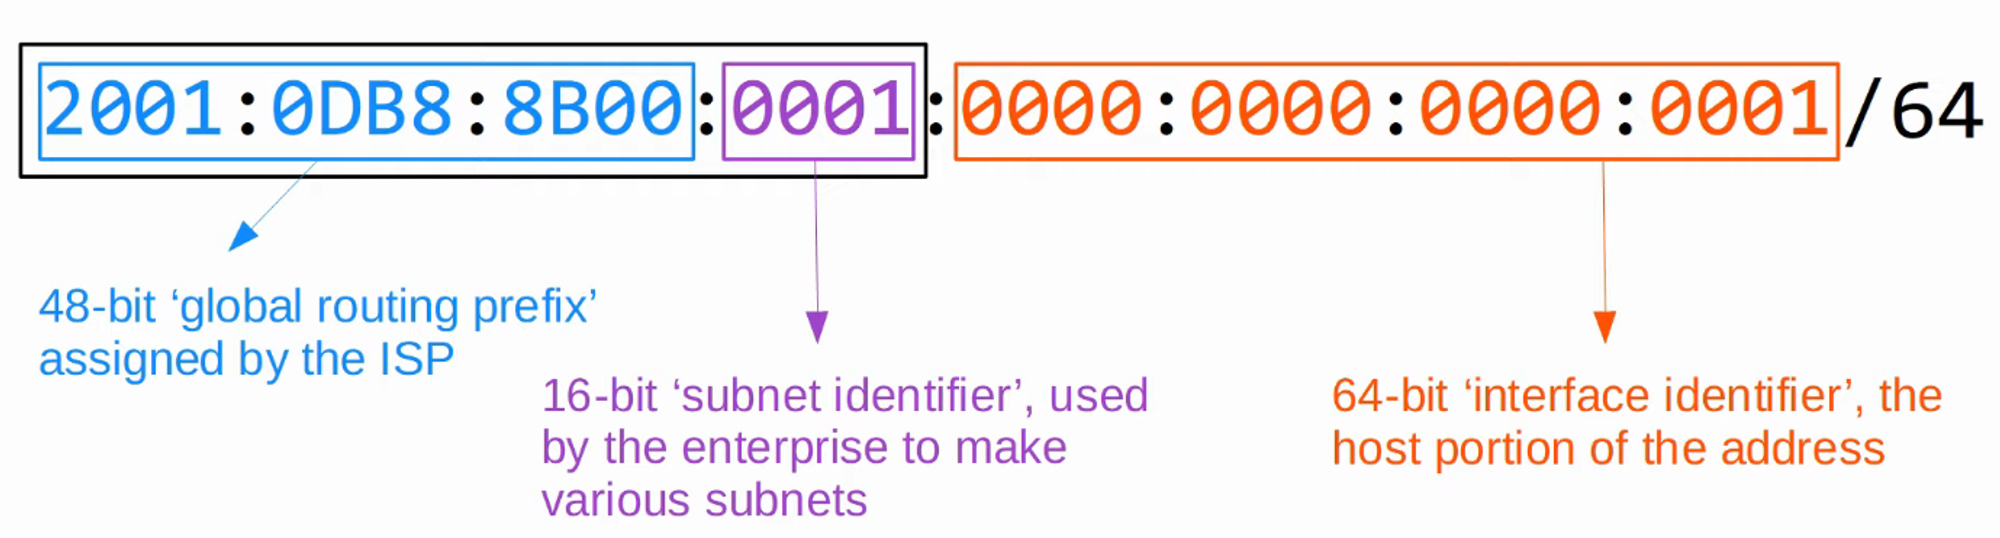 2001:0DB8:8B00:0001:0000:0000:0000:0001/64
48-bit ‘global routing prefix’
assigned by the ISP
16-bit ‘subnet identifier’, used
by the enterprise to make
various subnets
64-bit ‘interface identifier’, the
host portion of the address